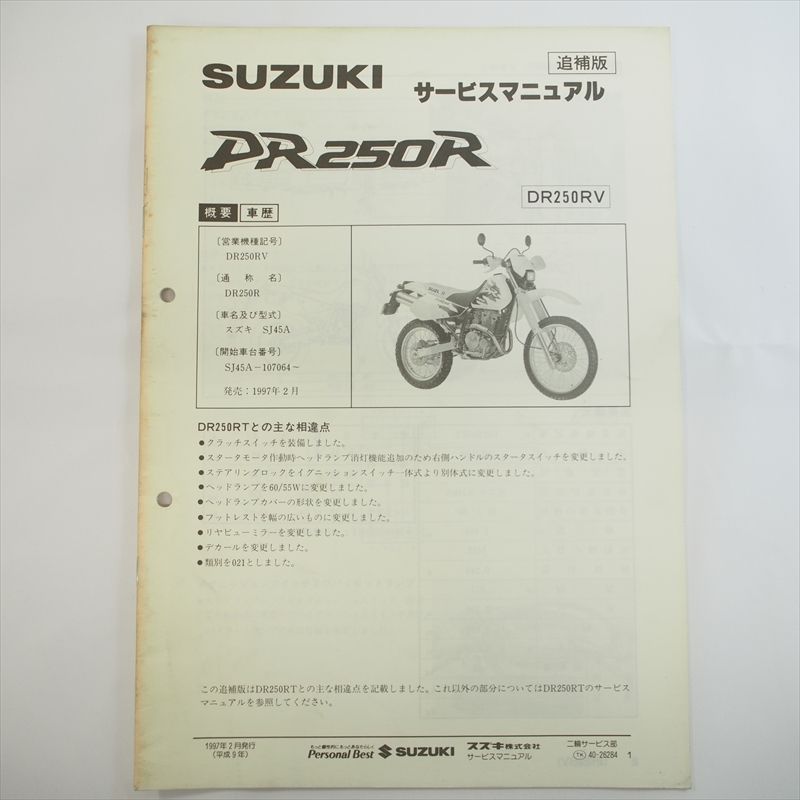 SUZUKI
追補版
サービスマニュアル
DR250R
DR250RV
概要 車歴
〔営業機種記号〕
DR250RV
〔通称名〕
DR250R
〔車名及び型式〕
スズキ SJ45A
〔開始車台番号〕
SJ45A－107064～
発売：1997年2月
DR250RTとの主な相違点
●クラッチスイッチを装備しました。
●スタータモータ作動時ヘッドランプ消灯機能追加のため右側ハンドルのスタータスイッチを変更しました。
●ステアリングロックをイグニッションスイッチ一体式より別体式に変更しました。
●ヘッドランプを60/55Wに変更しました。
●ヘッドランプカバーの形状を変更しました。
●フットレストを幅の広いものに変更しました。
●リヤビューミラーを変更しました。
●デカールを変更しました。
●類別を021としました。
この追補版はDR250RTとの主な相違点を記載しました。これ以外の部分についてはDR250RTのサービス
マニュアルを参照してください。
1997年2月発行
（平成9年）
もっと個性的にあなたらしく
Personal Best SUZUKI
スズキ株式会社
サービスマニュアル
二輪サービス部
TK 40-26284 1